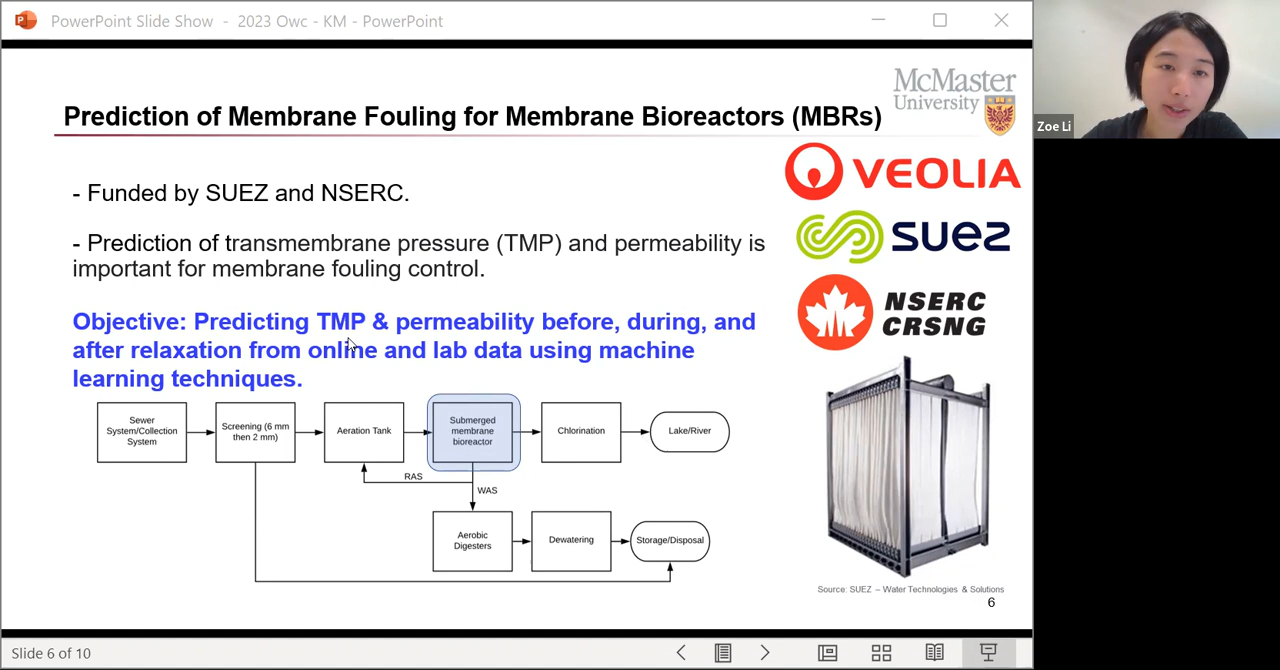 PowerPoint Slide Show - 2023 Owc - KM - PowerPoint
McMaster
University
Zoe Li
Prediction of Membrane Fouling for Membrane Bioreactors (MBRs)
VEOLIA
- Funded by SUEZ and NSERC.
suez
- Prediction of transmembrane pressure (TMP) and permeability is
important for membrane fouling control.
NSERC
CRSNG
Objective: Predicting TMP & permeability before, during, and
after relaxation from online and lab data using machine
learning techniques.
Sewer
System/Collection
System
Screening (6 mm
then 2 mm)
Aeration Tank
Submerged
membrane
bioreactor
Chlorination
Lake/River
RAS
WAS
Aerobic
Digesters
Dewatering
Storage/Disposal
Source: SUEZ – Water Technologies & Solutions
6
Slide 6 of 10